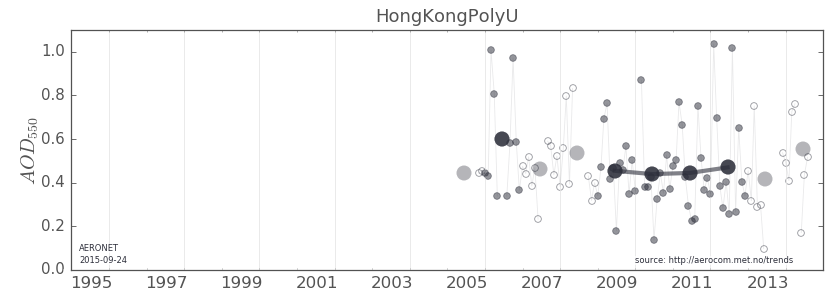 HongKongPolyU
1.0
0.8
0.6
0.4
0.2
0.0
AOD550
AERONET
2015-09-24
source: http://aerocom.met.no/trends
1995 1997 1999 2001 2003 2005 2007 2009 2011 2013